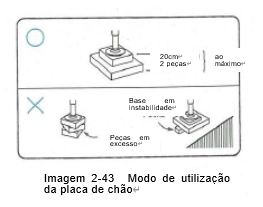 20cm
2 peças
ao
máximo
Base em
instabilidade
Peças em
excesso
Imagem 2-43 Modo de utilização
da placa de chão